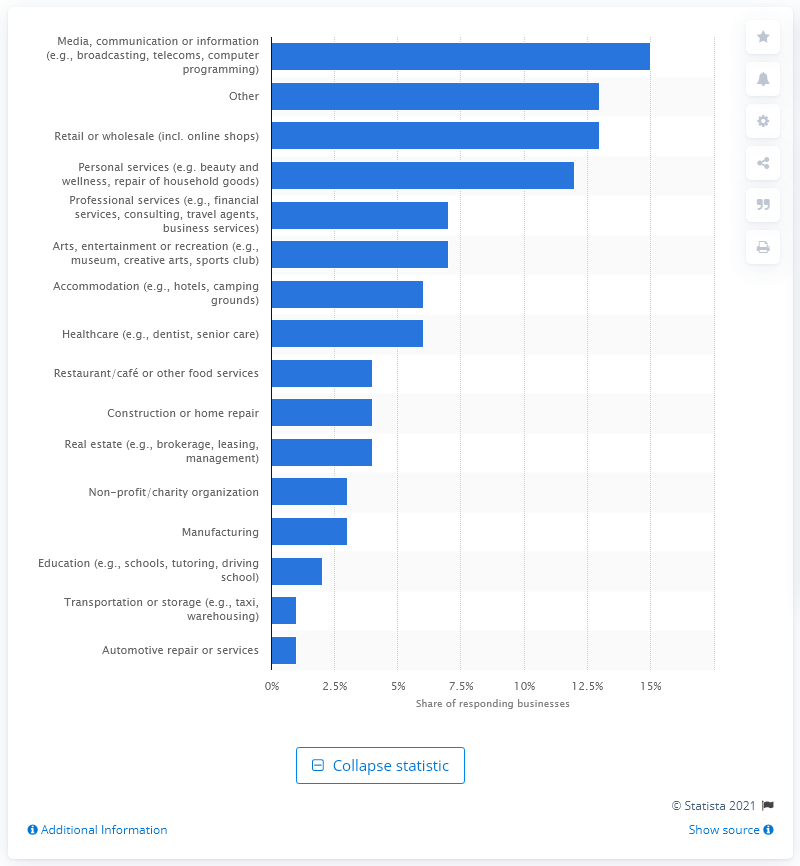 Media, communication or information
(e.g., broadcasting, telecoms, computer
programming)
Other
Retail or wholesale (incl. online shops)
Personal services (e.g. beauty and
wellness, repair of household goods)
Professional services (e.g., financial
services, consulting, travel agents,
business services)
Arts, entertainment or recreation (e.g.,
museum, creative arts, sports club)
Accommodation (e.g., hotels, camping
grounds)
Healthcare (e.g., dentist, senior care)
Restaurant/café or other food services
Construction or home repair
Real estate (e.g., brokerage, leasing,
management)
Non-profit/charity organization
Manufacturing
Education (e.g., schools, tutoring, driving
school)
Transportation or storage (e.g., taxi,
warehousing)
Automotive repair or services
0% 2.5% 5% 7.5% 10% 12.5% 15%
Share of responding businesses
Collapse statistic
© Statista 2021
Additional Information
Show source